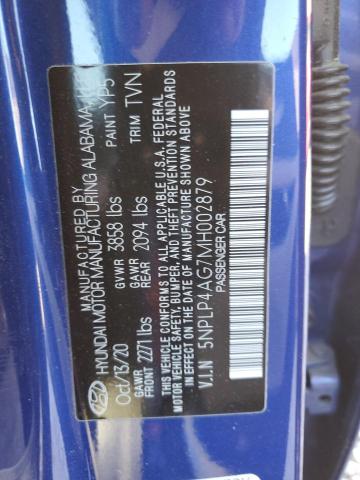 MANUFACTURED BY
HYUNDAI MOTOR MANUFACTURING ALABAMA,
Oct/13/20 GVWR 3858 lbs PAINT YP5
GAWR FRONT 2271 lbs GAWR REAR 2094 lbs TRIM TVN
THIS VEHICLE CONFORMS TO ALL APPLICABLE U.S.A. FEDERAL
MOTOR VEHICLE SAFETY, BUMPER, AND THEFT PREVENTION
STANDARDS IN EFFECT ON THE DATE OF MANUFACTURE
SHOWN ABOVE.
V.I.N 5NPLP4AG7MH002879
PASSENGER CAR